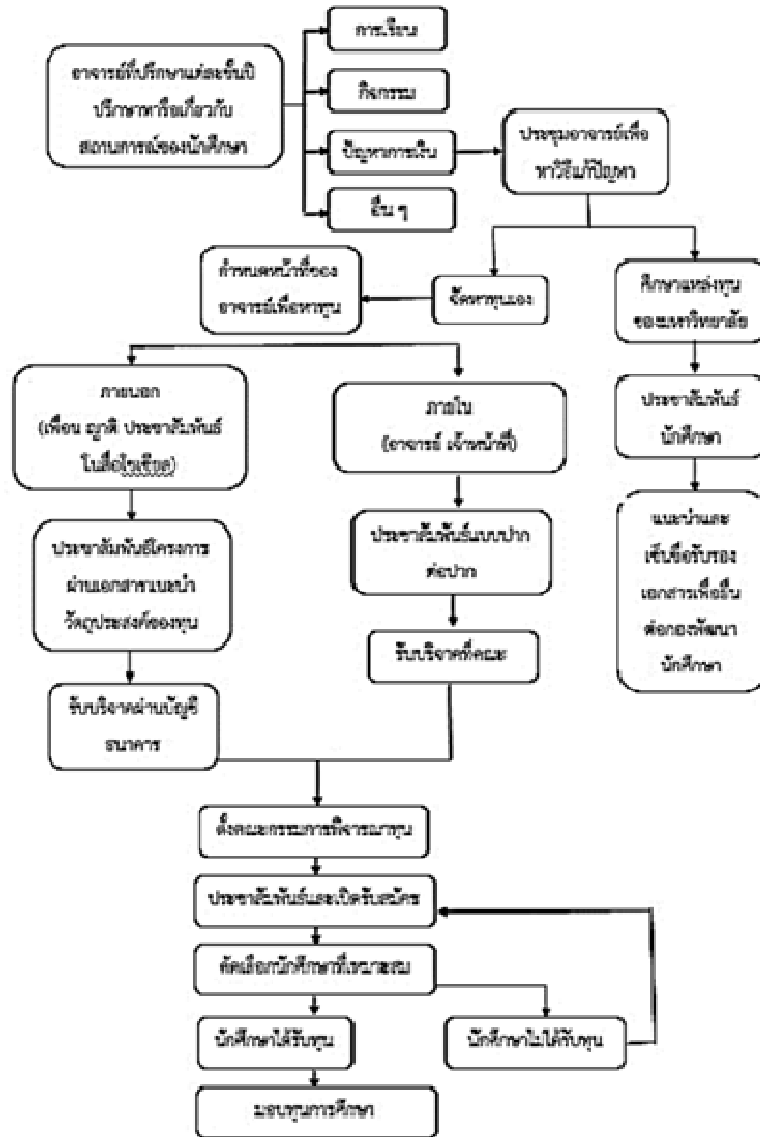 การเรียน
อาจารย์ที่ปรึกษาแต่ละชั้นปี
ปรึกษาหารือเกี่ยวกับ
สถานการณ์ของนักศึกษา
กิจกรรม
ปัญหาการเงิน
อื่น ๆ
ประชุมอาจารย์เพื่อ
หาวิธีแก้ปัญหา
กำหนดหน้าที่ของ
อาจารย์เพื่อหาทุน
จัดหาทุนเอง
ศึกษาแหล่งทุน
ของมหาวิทยาลัย
ภายนอก
(เพื่อน ญาติ ประชาสัมพันธ์
ในสื่อโซเชียล)
ภายใน
(อาจารย์ เจ้าหน้าที่)
ประชาสัมพันธ์
นักศึกษา
ประชาสัมพันธ์โครงการ
ผ่านเอกสารแนะนำ
วัตถุประสงค์ของทุน
ประชาสัมพันธ์แบบปาก
ต่อปาก
แนะนำและ
เซ็นชื่อรับรอง
เอกสารเพื่อยื่น
ต่อกองพัฒนา
นักศึกษา
รับบริจาคที่คณะ
รับบริจาคผ่านบัญชี
ธนาคาร
ตั้งคณะกรรมการพิจารณาทุน
ประชาสัมพันธ์และเปิดรับสมัคร
คัดเลือกนักศึกษาที่เหมาะสม
นักศึกษาได้รับทุน
นักศึกษาไม่ได้รับทุน
มอบทุนการศึกษา